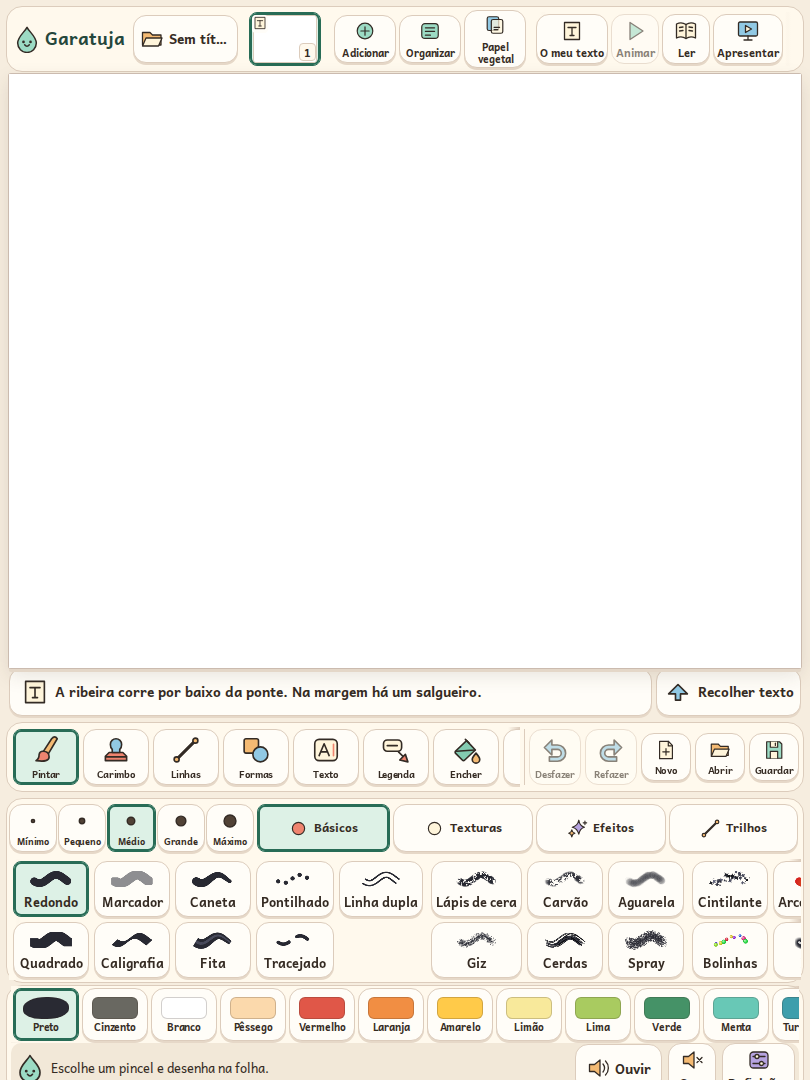 Garatuja
Sem tít...
1
Adicionar
Organizar
Papel
vegetal
O meu texto
Animar
Ler
Apresentar
A ribeira corre por baixo da ponte. Na margem há um salgueiro.
Recolher texto
Pintar
Carimbo
Linhas
Formas
Texto
Legenda
Encher
Desfazer
Refazer
Novo
Abrir
Guardar
Mínimo
Pequeno
Médio
Grande
Máximo
Básicos
Texturas
Efeitos
Trilhos
Redondo
Marcador
Caneta
Pontilhado
Linha dupla
Lápis de cera
Carvão
Aguarela
Cintilante
Quadrado
Caligrafia
Fita
Tracejado
Giz
Cerdas
Spray
Bolinhas
Preto
Cinzento
Branco
Pêssego
Vermelho
Laranja
Amarelo
Limão
Lima
Verde
Menta
Escolhe um pincel e desenha na folha.
Ouvir